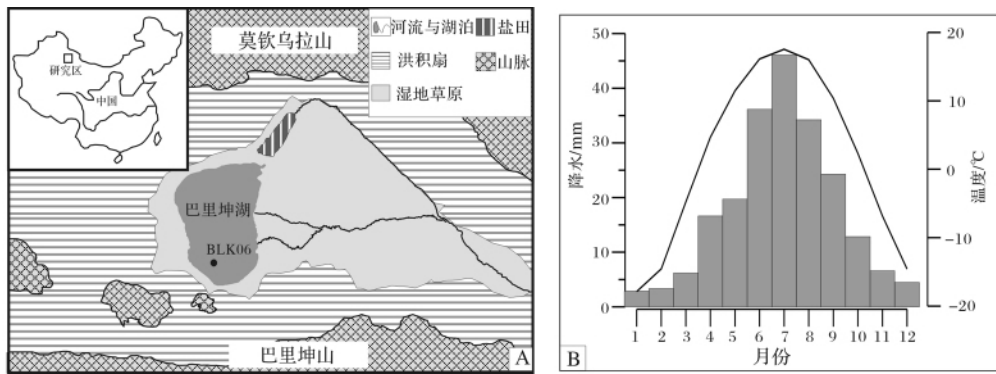 研究区
中国
莫钦乌拉山
河流与湖泊
盐田
洪积扇
山脉
湿地草原
巴里坤湖
BLK06
巴里坤山
A
50
40
30
20
10
0
降水/mm
20
10
0
-10
-20
温度/℃
1 2 3 4 5 6 7 8 9 10 11 12
月份
B